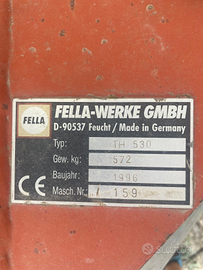 FELLA
FELLA-WERKE GMBH
D-90537 Feucht / Made in Germany
Typ: TH 530
Gew. kg: 572
Baujahr: 1996
Masch. Nr. / 159
CE
subito